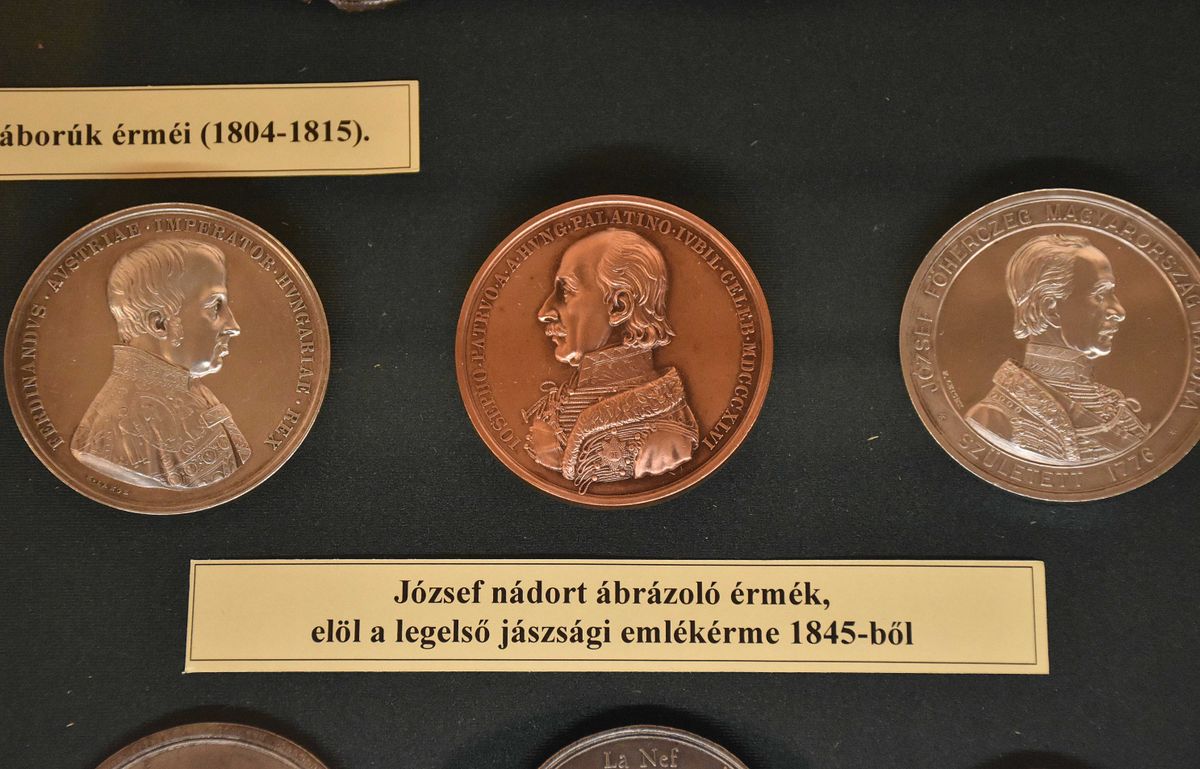 áborúk érméi (1804-1815).
FERDINANDVS · AVSTRIAE · IMPERATOR · HVNGARIAE · REX
IOSEPHO · PATRVO · A · A · HVNG · PALATINO · IVBIL · CELEB · MDCCCXLVI
JÓZSEF FŐHERCZEG MAGYARORSZÁG
SZÜLETETT 1776
József nádort ábrázoló érmék,
elöl a legelső jászsági emlékérme 1845-ből
La Nef